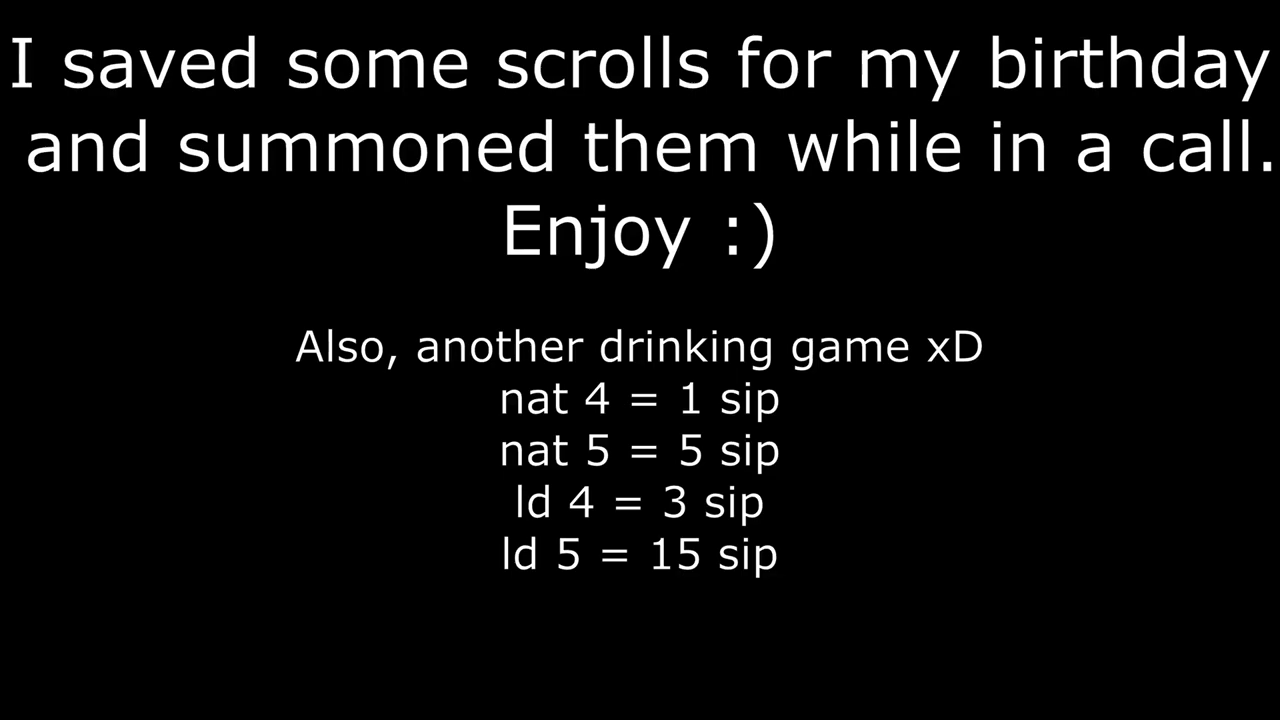 I saved some scrolls for my birthday
and summoned them while in a call.
Enjoy :)
Also, another drinking game xD
nat 4 = 1 sip
nat 5 = 5 sip
ld 4 = 3 sip
ld 5 = 15 sip